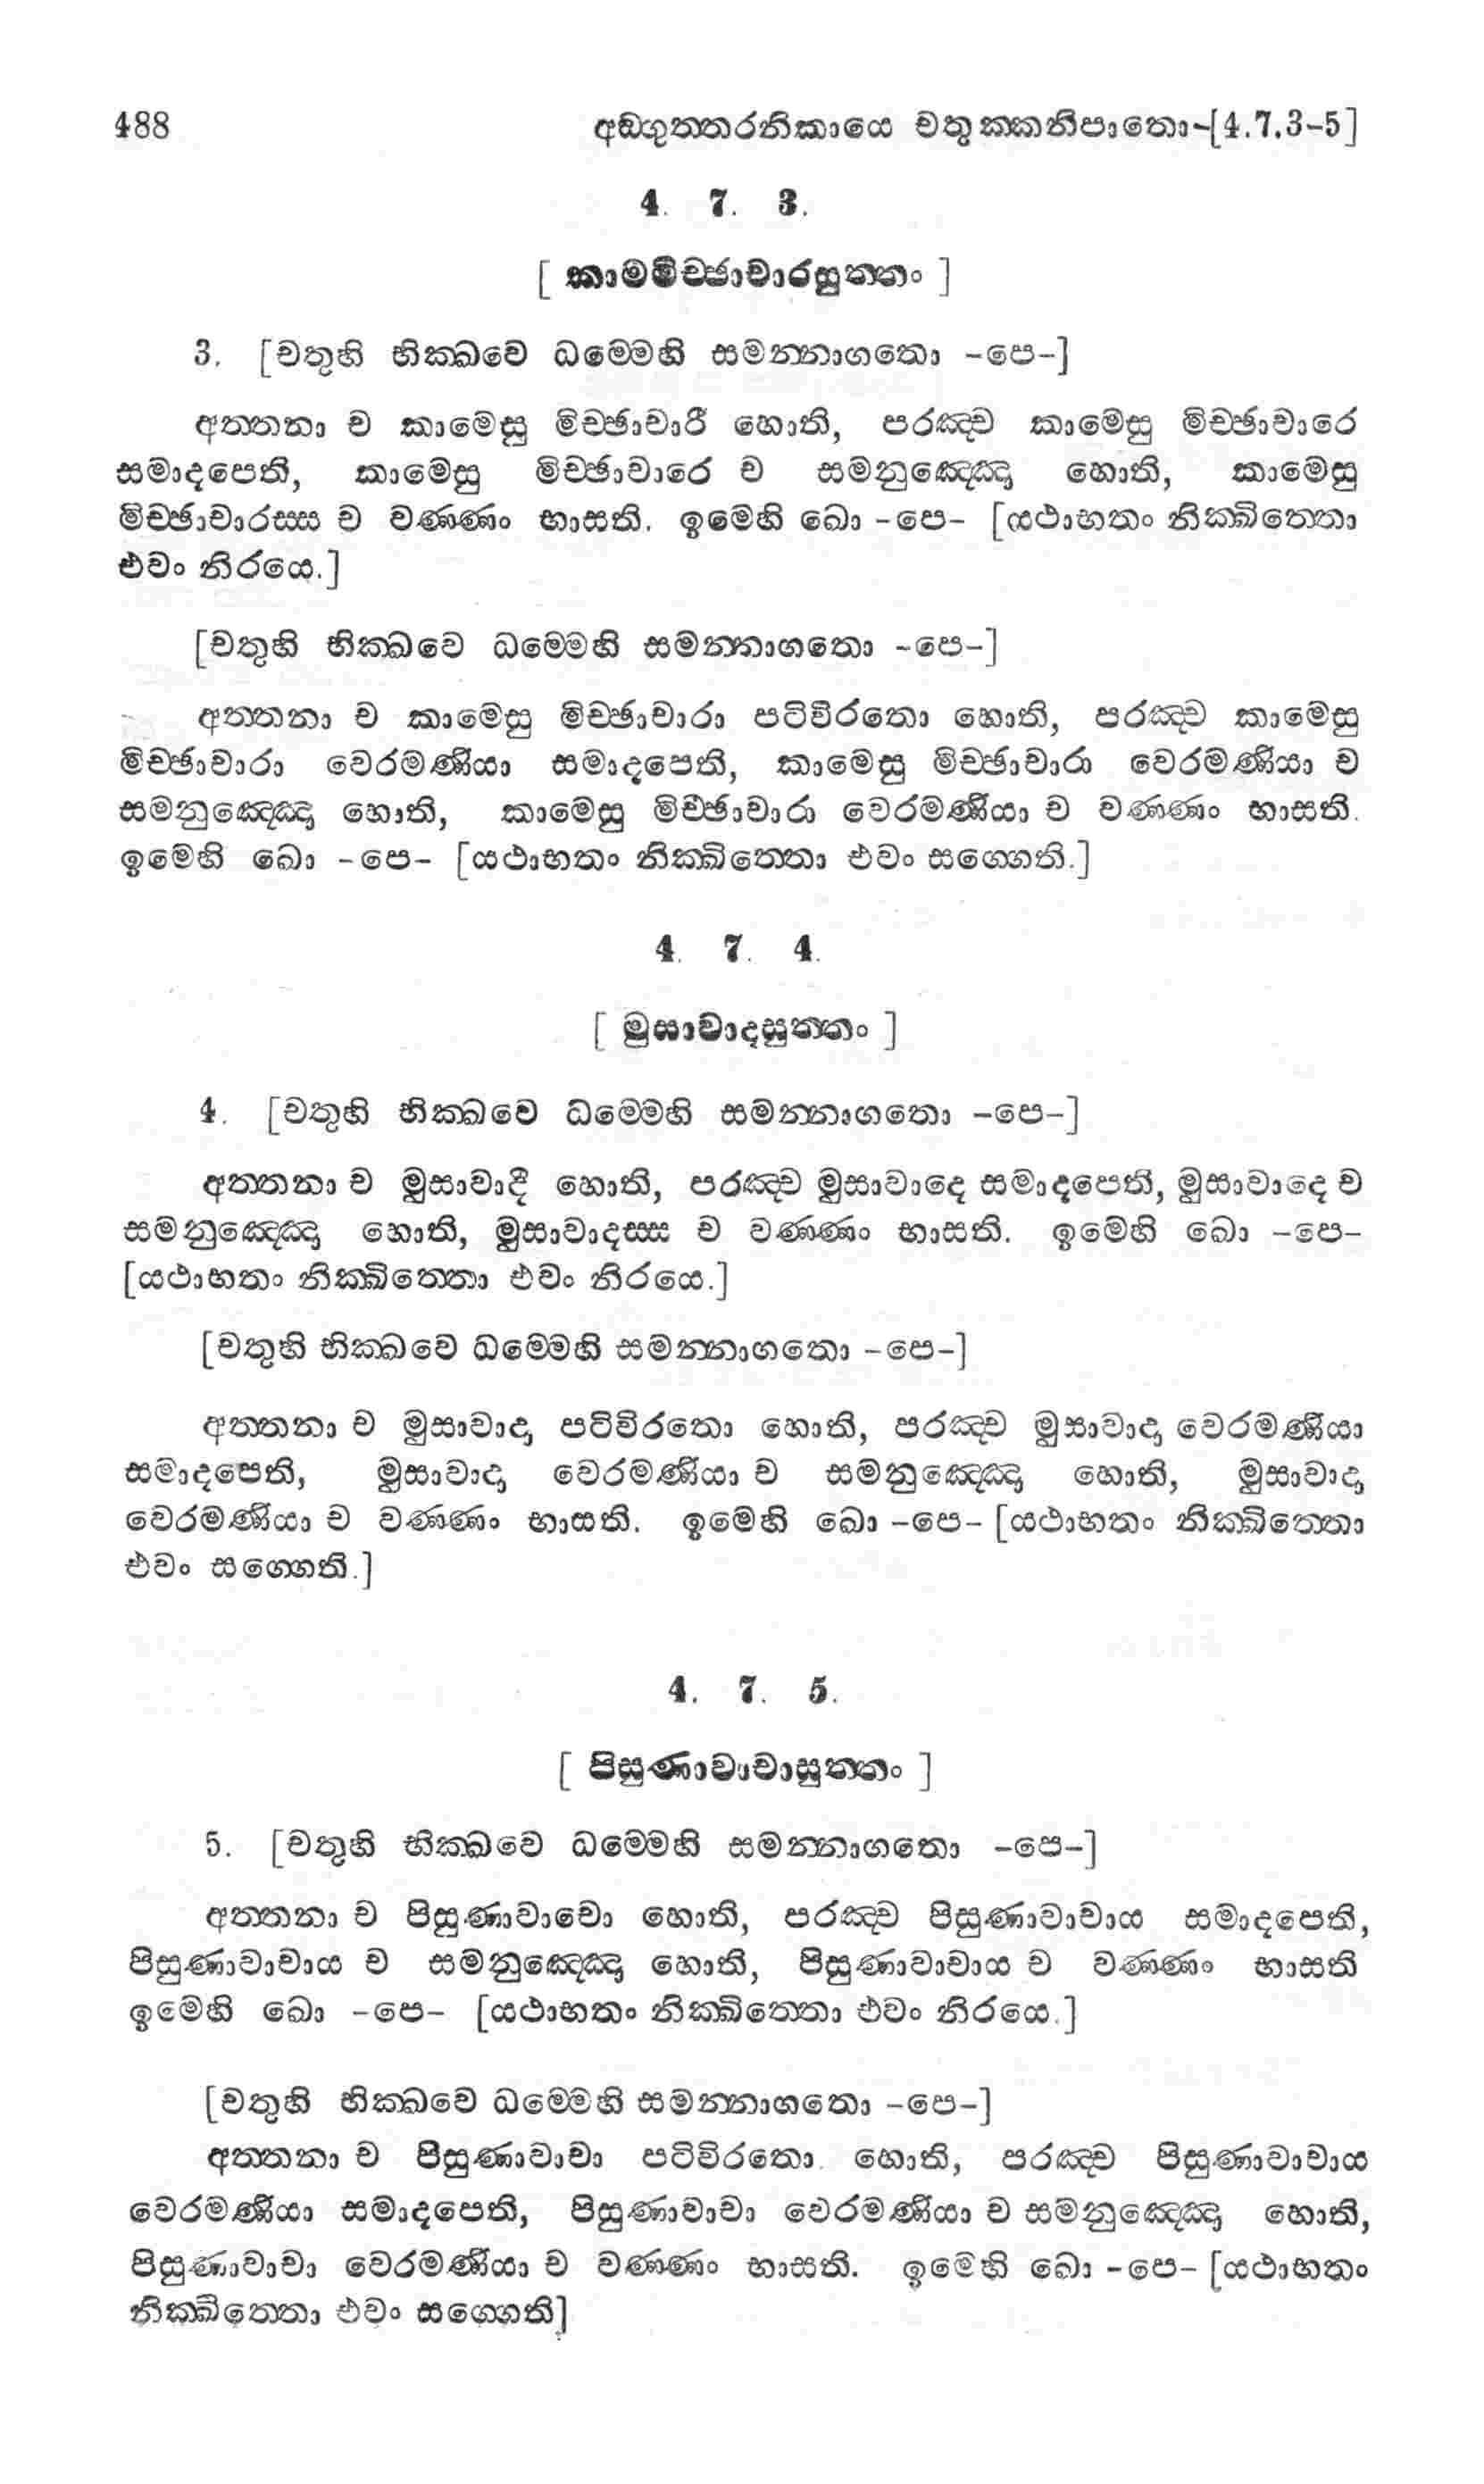 488 අඞ්ගුත්තරනිකායෙ චතුක්කනිපාතො-[4.7.3-5]
4. 7. 3.
[ කාමමිච්ඡාචාරසුත්තං ]
3. [චතුහි භික්ඛවෙ ධම්මෙහි සමන්නාගතො -පෙ-]
අත්තනා ච කාමෙසු මිච්ඡාචාරී හොති, පරඤ්ච කාමෙසු මිච්ඡාචාරෙ
සමාදපෙති, කාමෙසු මිච්ඡාචාරෙ ච සමනුඤ්ඤො හොති, කාමෙසු
මිච්ඡාචාරස්ස ච වණ්ණං භාසති. ඉමෙහි ඛො -පෙ- [යථාභතං නික්ඛිත්තො
එවං නිරයෙ.]
[චතුහි භික්ඛවෙ ධම්මෙහි සමන්නාගතො -පෙ-]
අත්තනා ච කාමෙසු මිච්ඡාචාරා පටිවිරතො හොති, පරඤ්ච කාමෙසු
මිච්ඡාචාරා වෙරමණියා සමාදපෙති, කාමෙසු මිච්ඡාචාරා වෙරමණියා ච
සමනුඤ්ඤො හොති, කාමෙසු මිච්ඡාචාරා වෙරමණියා ච වණ්ණං භාසති.
ඉමෙහි ඛො -පෙ- [යථාභතං නික්ඛිත්තො එවං සග්ගෙති.]
4. 7. 4.
[ මුසාවාදසුත්තං ]
4. [චතුහි භික්ඛවෙ ධම්මෙහි සමන්නාගතො -පෙ-]
අත්තනා ච මුසාවාදී හොති, පරඤ්ච මුසාවාදෙ සමාදපෙති, මුසාවාදෙ ච
සමනුඤ්ඤො හොති, මුසාවාදස්ස ච වණ්ණං භාසති. ඉමෙහි ඛො -පෙ-
[යථාභතං නික්ඛිත්තො එවං නිරයෙ.]
[චතුහි භික්ඛවෙ ධම්මෙහි සමන්නාගතො -පෙ-]
අත්තනා ච මුසාවාදා පටිවිරතො හොති, පරඤ්ච මුසාවාදා වෙරමණියා
සමාදපෙති, මුසාවාදා වෙරමණියා ච සමනුඤ්ඤො හොති, මුසාවාදා
වෙරමණියා ච වණ්ණං භාසති. ඉමෙහි ඛො -පෙ- [යථාභතං නික්ඛිත්තො
එවං සග්ගෙති.]
4. 7. 5.
[ පිසුණාවාචාසුත්තං ]
5. [චතුහි භික්ඛවෙ ධම්මෙහි සමන්නාගතො -පෙ-]
අත්තනා ච පිසුණාවාචො හොති, පරඤ්ච පිසුණාවාචාය සමාදපෙති,
පිසුණාවාචාය ච සමනුඤ්ඤො හොති, පිසුණාවාචාය ච වණ්ණං භාසති
ඉමෙහි ඛො -පෙ- [යථාභතං නික්ඛිත්තො එවං නිරයෙ.]
[චතුහි භික්ඛවෙ ධම්මෙහි සමන්නාගතො -පෙ-]
අත්තනා ච පිසුණාවාචා පටිවිරතො හොති, පරඤ්ච පිසුණාවාචාය
වෙරමණියා සමාදපෙති, පිසුණාවාචා වෙරමණියා ච සමනුඤ්ඤො හොති,
පිසුණාවාචා වෙරමණියා ච වණ්ණං භාසති. ඉමෙහි ඛො -පෙ- [යථාභතං
නික්ඛිත්තො එවං සග්ගෙති]